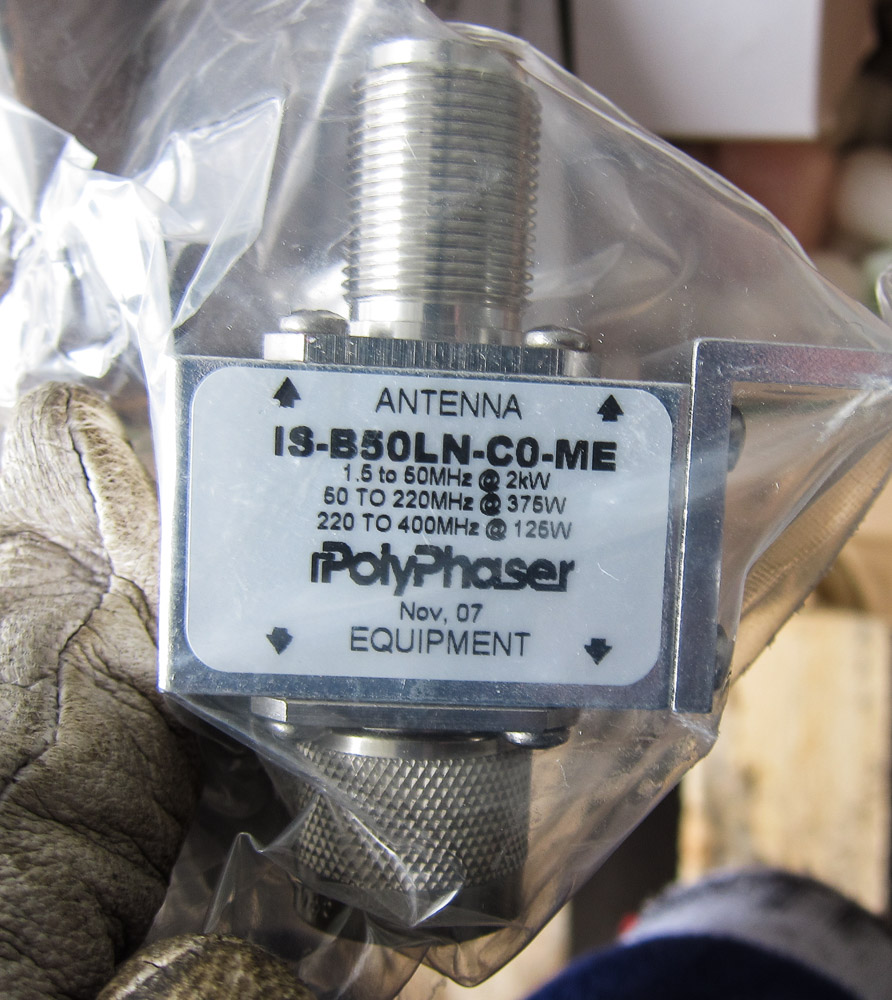 ANTENNA
IS-B50LN-C0-ME
1.5 to 50MHz @ 2kW
50 TO 220MHz @ 375W
220 TO 400MHz @ 125W
PolyPhaser
Nov, 07
EQUIPMENT